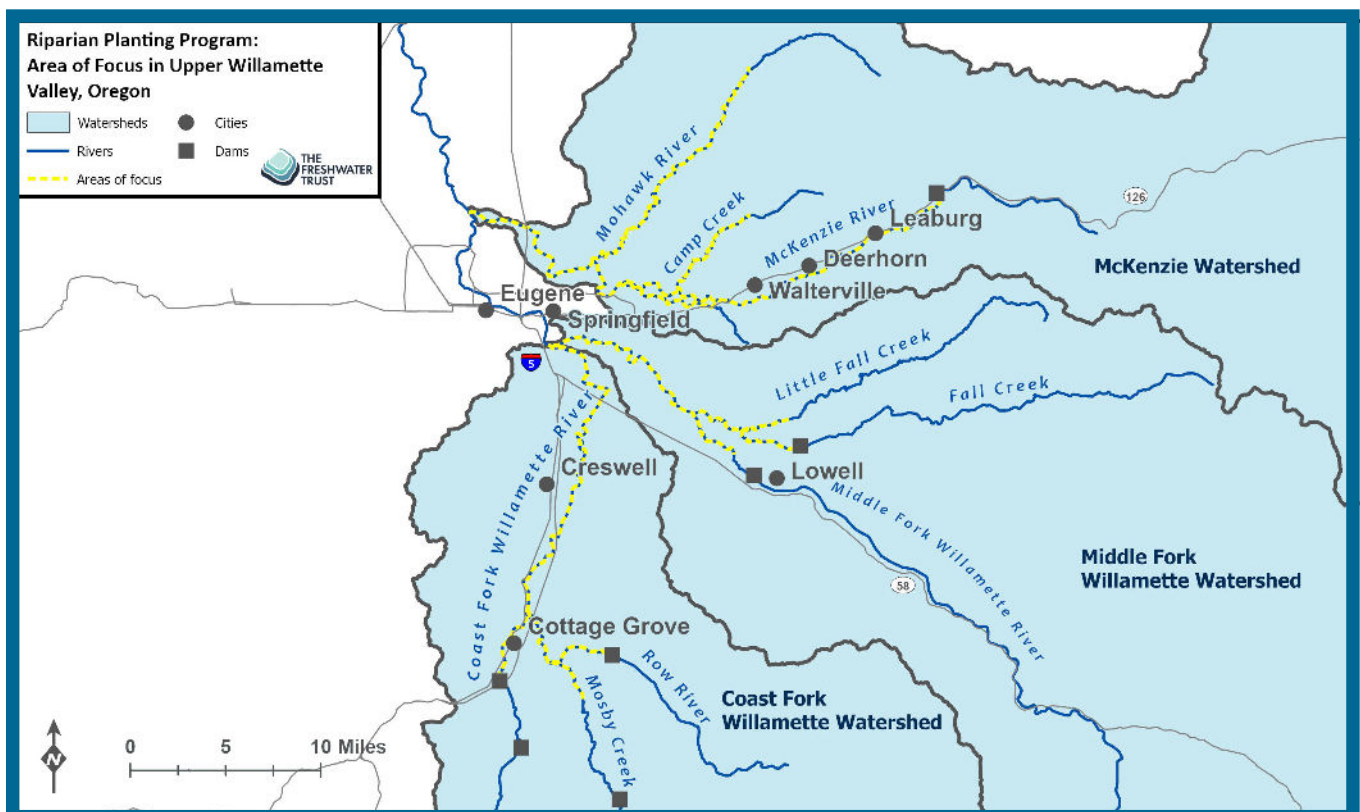 Riparian Planting Program:
Area of Focus in Upper Willamette
Valley, Oregon
Watersheds
Cities
Rivers
Dams
Areas of focus
THE
FRESHWATER
TRUST
Mohawk River
Camp Creek
McKenzie River
Leaburg
126
Deerhorn
McKenzie Watershed
Walterville
Eugene
Springfield
5
Little Fall Creek
Fall Creek
Coast Fork Willamette River
Creswell
Lowell
Middle Fork Willamette River
Middle Fork
Willamette Watershed
58
Cottage Grove
Row River
Mosby Creek
Coast Fork
Willamette Watershed
N
0 5 10 Miles